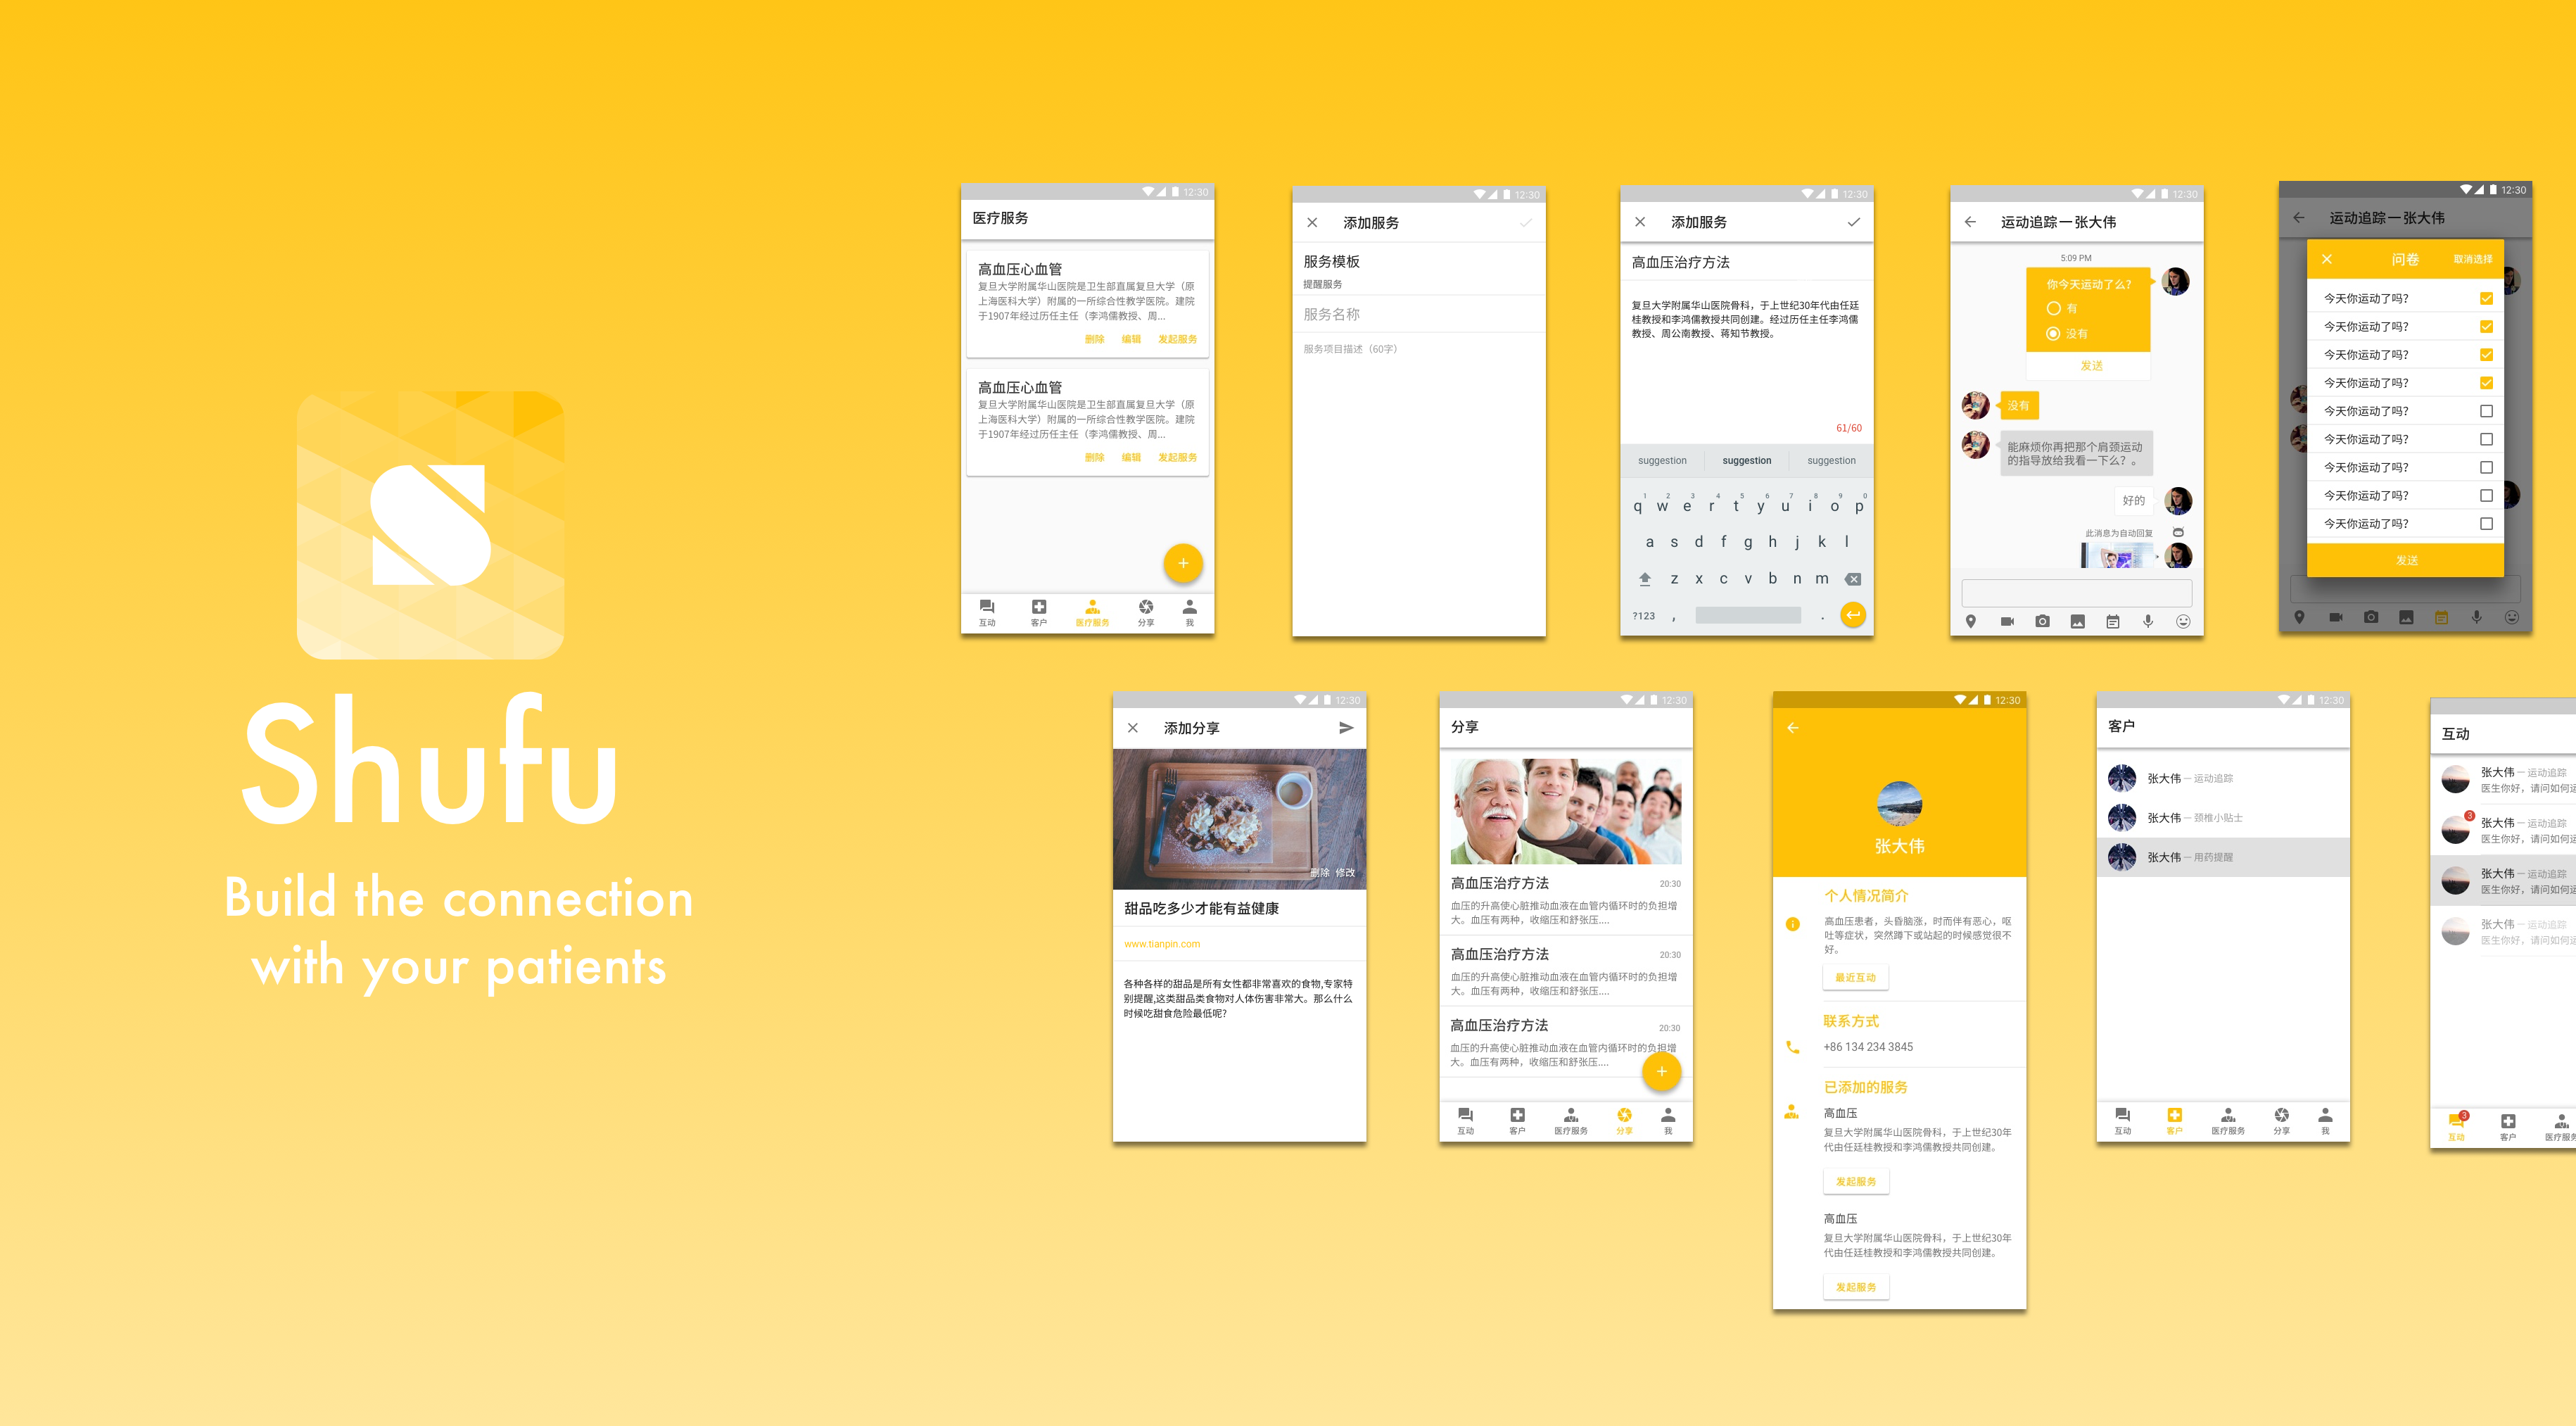 Shufu
Build the connection
with your patients
12:30
医疗服务
高血压心血管
复旦大学附属华山医院是卫生部直属复旦大学（原
上海医科大学）附属的一所综合性教学医院。建院
于1907年经过历任主任（李鸿儒教授、周...
删除 编辑 发起服务
高血压心血管
复旦大学附属华山医院是卫生部直属复旦大学（原
上海医科大学）附属的一所综合性教学医院。建院
于1907年经过历任主任（李鸿儒教授、周...
删除 编辑 发起服务
互动 客户 医疗服务 分享 我
12:30
添加服务
服务模板
提醒服务
服务名称
服务项目描述（60字）
12:30
添加服务
高血压治疗方法
复旦大学附属华山医院骨科，于上世纪30年代由任廷
桂教授和李鸿儒教授共同创建。经过历任主任李鸿儒
教授、周公南教授、蒋知节教授。
61/60
suggestion suggestion suggestion
1 2 3 4 5 6 7 8 9 0
q w e r t y u i o p
a s d f g h j k l
z x c v b n m
?123 , .
12:30
运动追踪一张大伟
5:09 PM
你今天运动了么?
有
没有
发送
没有
能麻烦你再把那个肩颈运动
的指导放给我看一下么？。
好的
此消息为自动回复
12:30
运动追踪一张大伟
问卷 取消选择
今天你运动了吗?
今天你运动了吗?
今天你运动了吗?
今天你运动了吗?
今天你运动了吗?
今天你运动了吗?
今天你运动了吗?
今天你运动了吗?
今天你运动了吗?
发送
12:30
添加分享
删除 修改
甜品吃多少才能有益健康
www.tianpin.com
各种各样的甜品是所有女性都非常喜欢的食物,专家特
别提醒,这类甜品类食物对人体伤害非常大。那么什么
时候吃甜食危险最低呢?
12:30
分享
高血压治疗方法 20:30
血压的升高使心脏推动血液在血管内循环时的负担增
大。血压有两种，收缩压和舒张压....
高血压治疗方法 20:30
血压的升高使心脏推动血液在血管内循环时的负担增
大。血压有两种，收缩压和舒张压....
高血压治疗方法 20:30
血压的升高使心脏推动血液在血管内循环时的负担增
大。血压有两种，收缩压和舒张压....
互动 客户 医疗服务 分享 我
12:30
张大伟
个人情况简介
高血压患者，头昏脑涨，时而伴有恶心，呕
吐等症状，突然蹲下或站起的时候感觉很不
好。
最近互动
联系方式
+86 134 234 3845
已添加的服务
高血压
复旦大学附属华山医院骨科，于上世纪30年
代由任廷桂教授和李鸿儒教授共同创建。
发起服务
高血压
复旦大学附属华山医院骨科，于上世纪30年
代由任廷桂教授和李鸿儒教授共同创建。
发起服务
12:30
客户
张大伟 — 运动追踪
张大伟 — 颈椎小贴士
张大伟 — 用药提醒
互动 客户 医疗服务 分享 我
互动
张大伟 — 运动追踪
医生你好，请问如何运
3
张大伟 — 运动追踪
医生你好，请问如何运
张大伟 — 运动追踪
医生你好，请问如何运
张大伟 — 运动追踪
医生你好，请问如何运
3
互动 客户 医疗服务